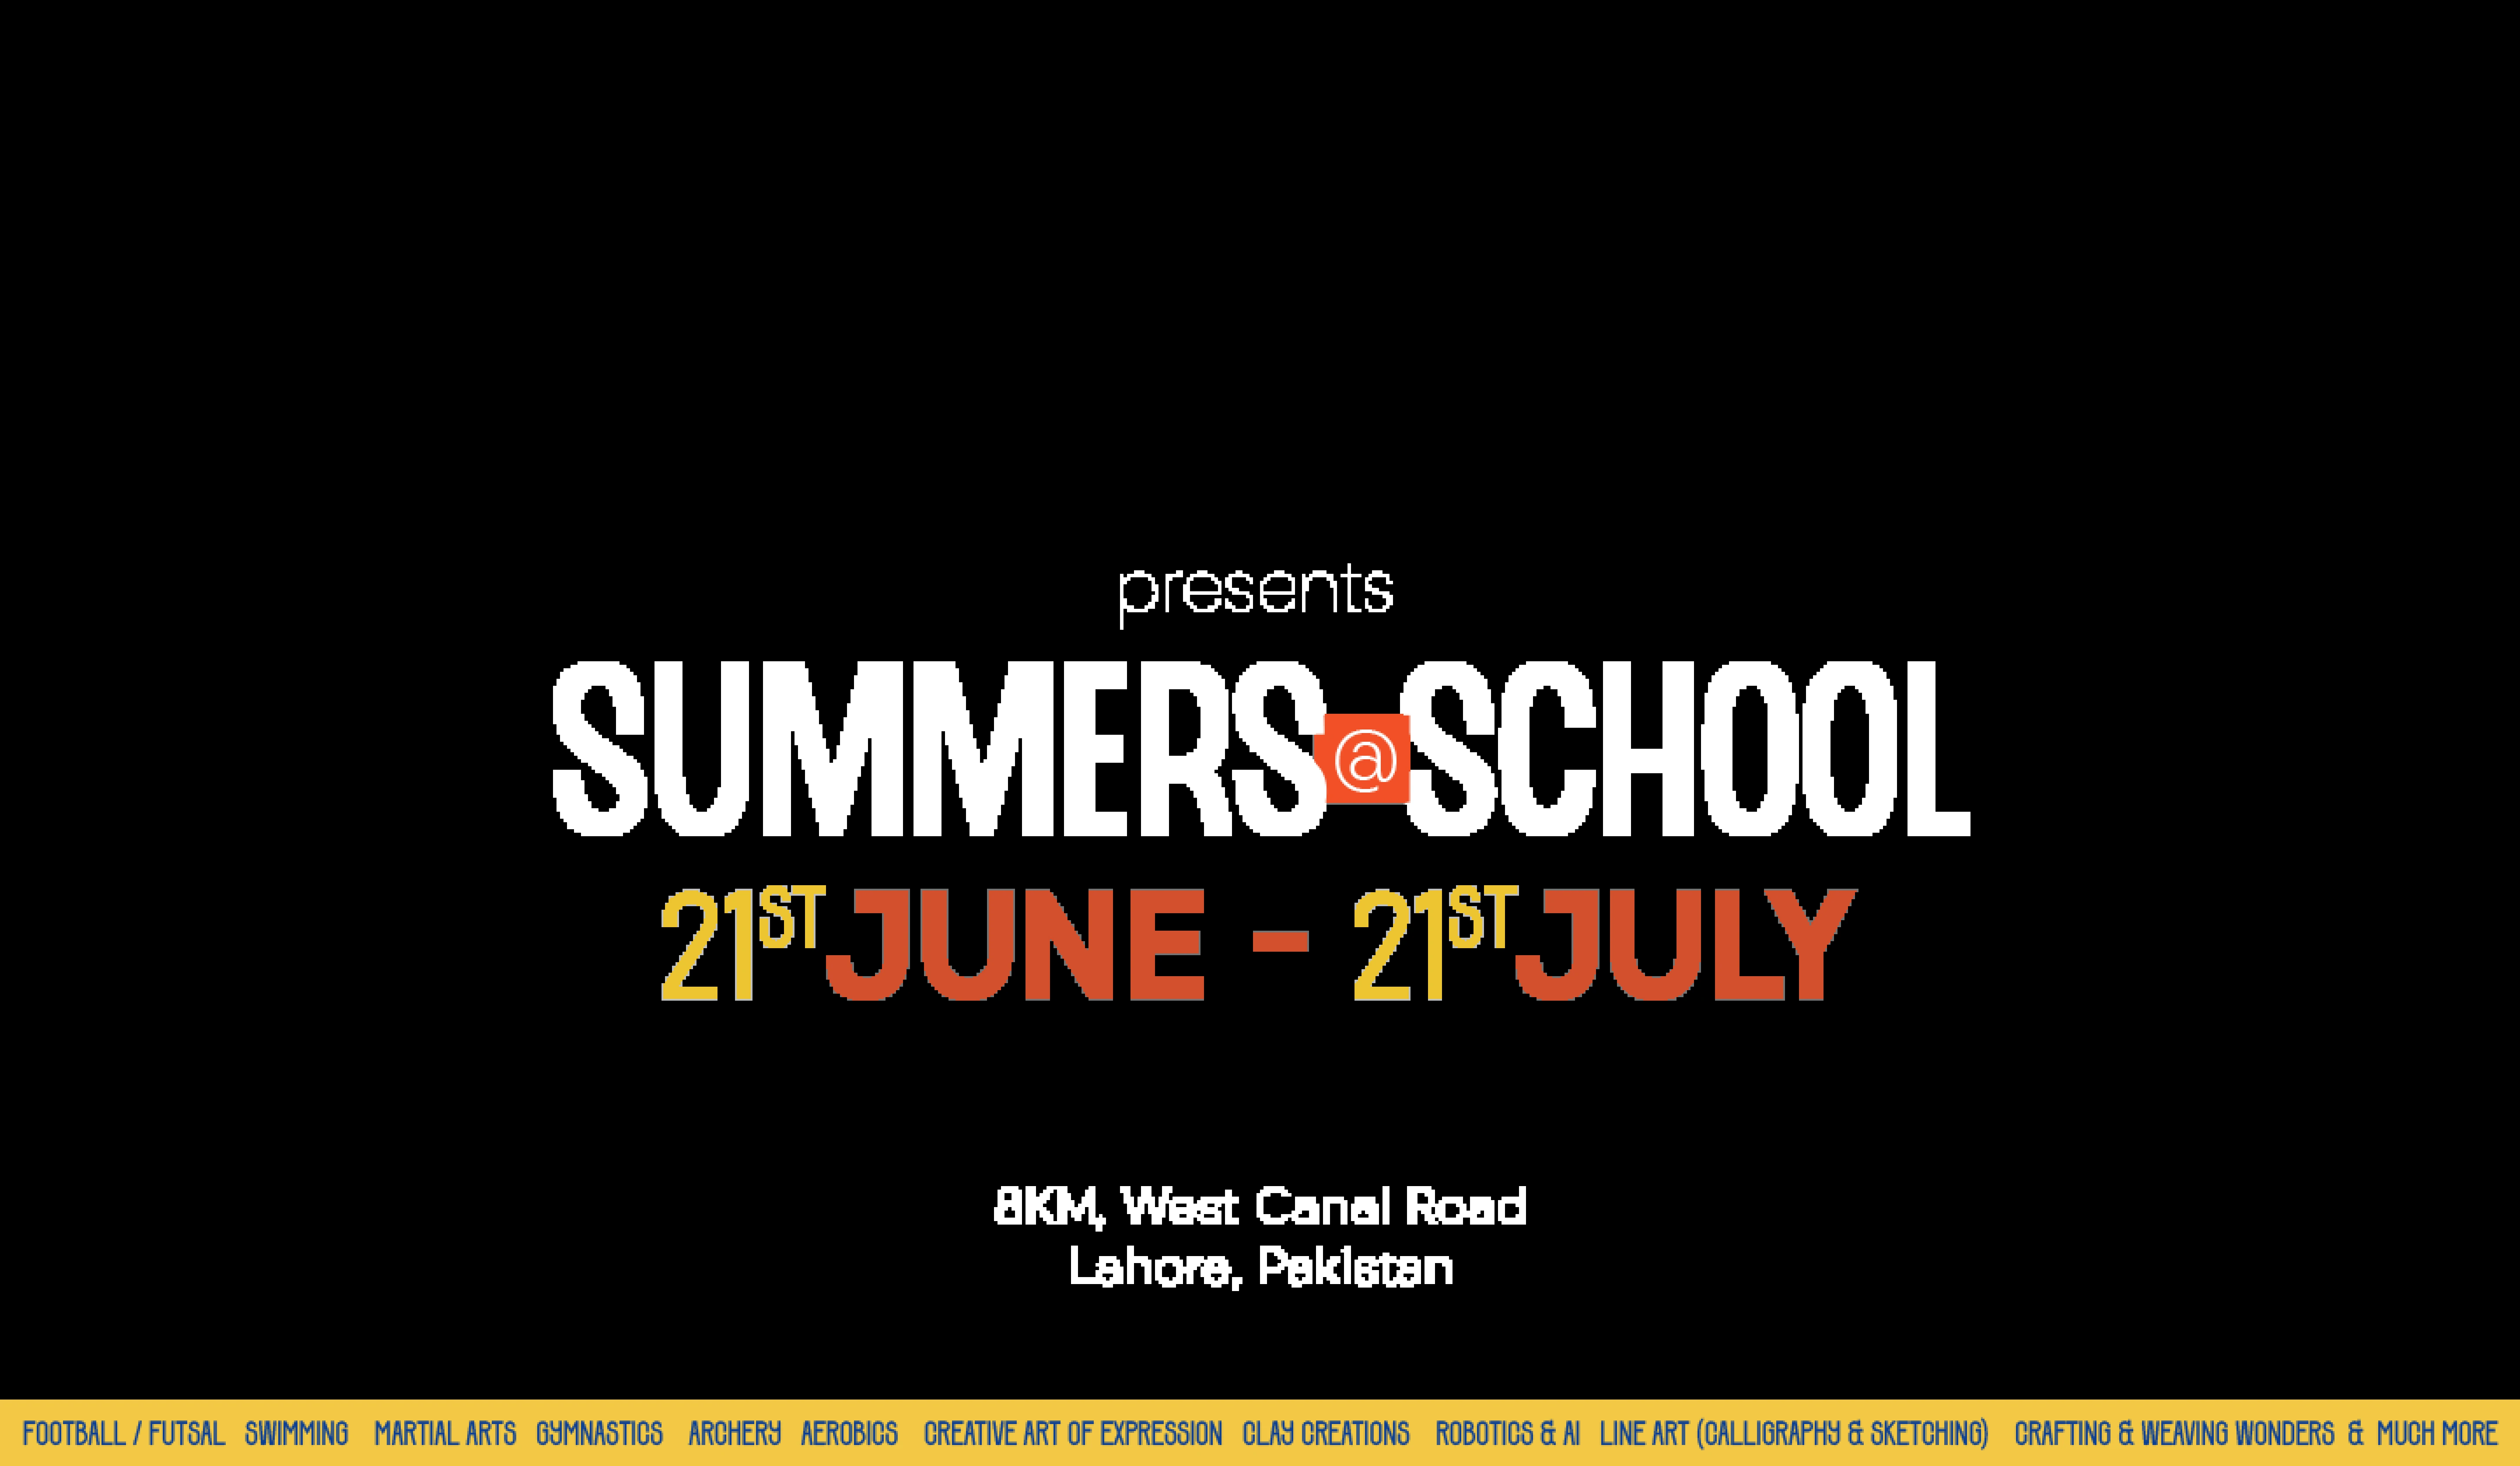 presents
SUMMERS@SCHOOL
21ST JUNE - 21ST JULY
8KM, West Canal Road
Lahore, Pakistan
FOOTBALL / FUTSAL SWIMMING MARTIAL ARTS GYMNASTICS ARCHERY AEROBICS CREATIVE ART OF EXPRESSION CLAY CREATIONS ROBOTICS & AI LINE ART (CALLIGRAPHY & SKETCHING) CRAFTING & WEAVING WONDERS & MUCH MORE